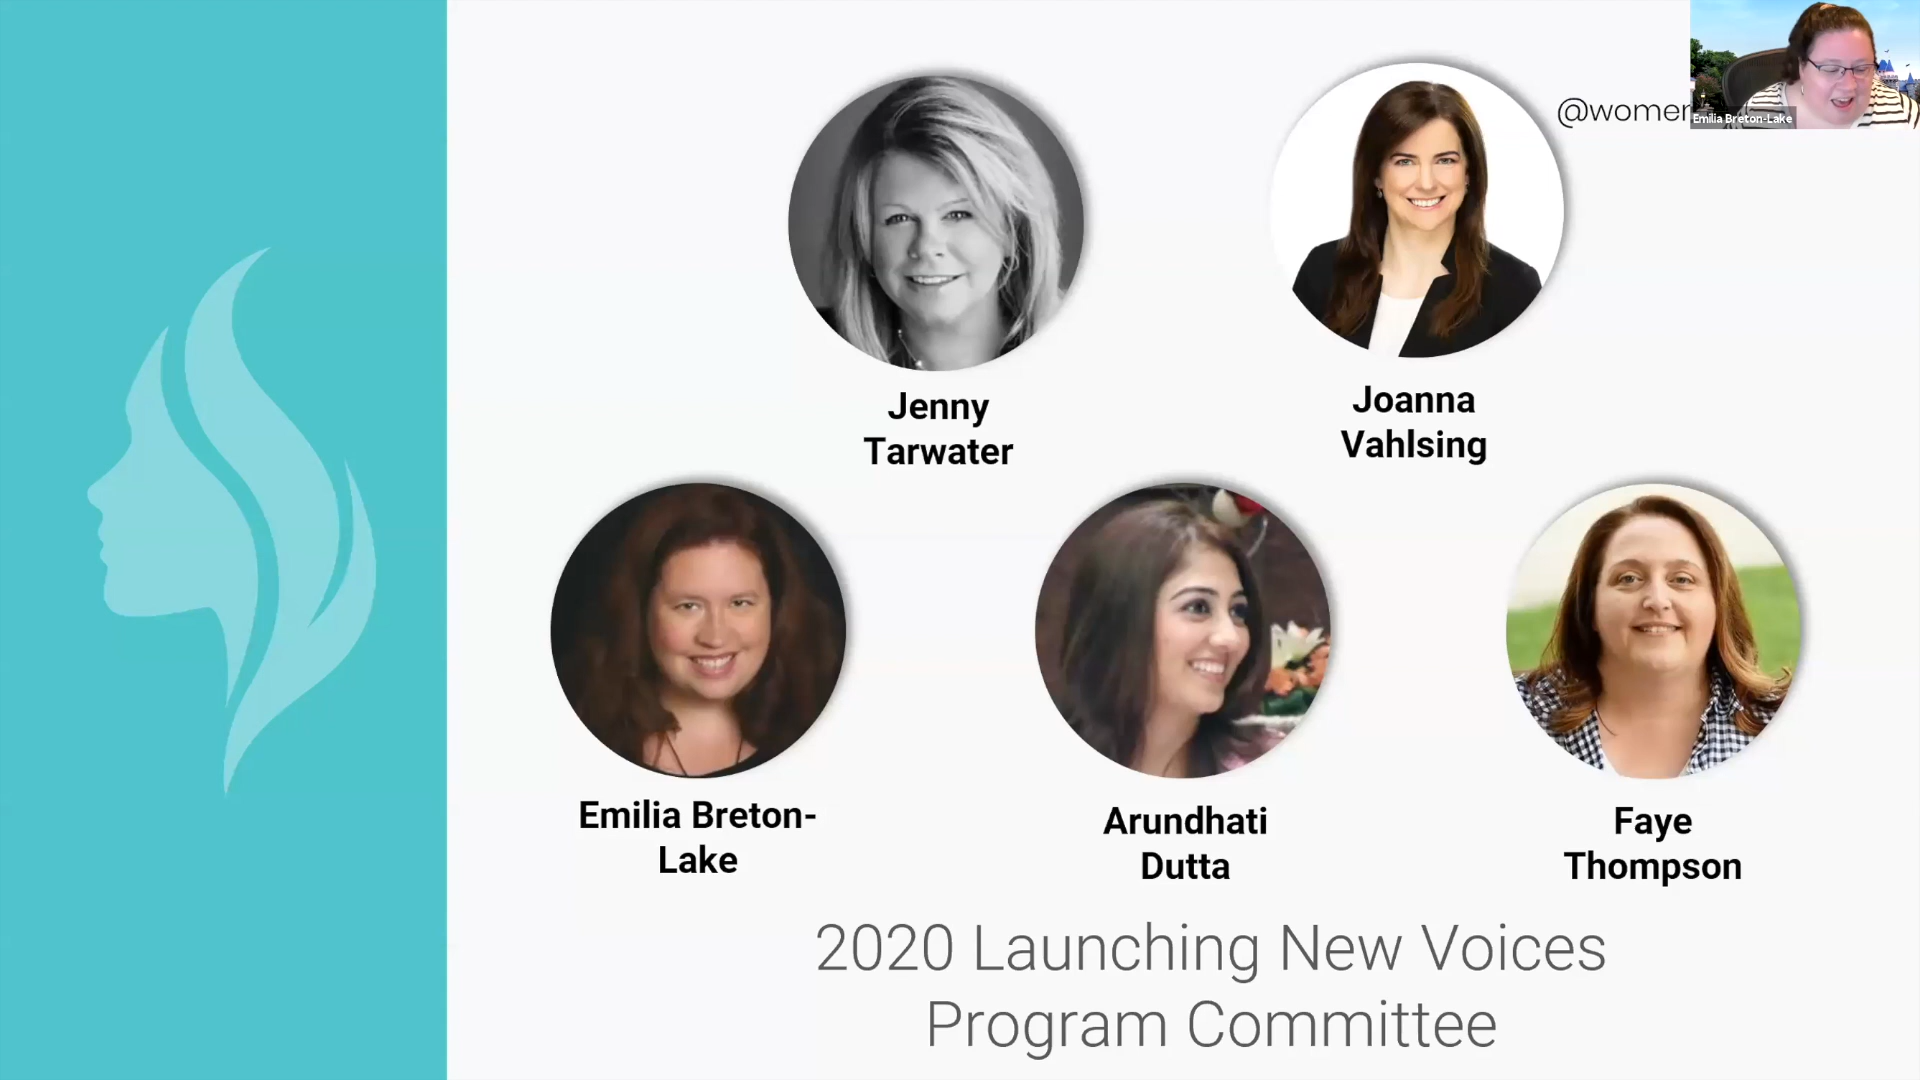 @women
Emilia Breton-Lake
Jenny
Tarwater
Joanna
Vahlsing
Emilia Breton-
Lake
Arundhati
Dutta
Faye
Thompson
2020 Launching New Voices
Program Committee